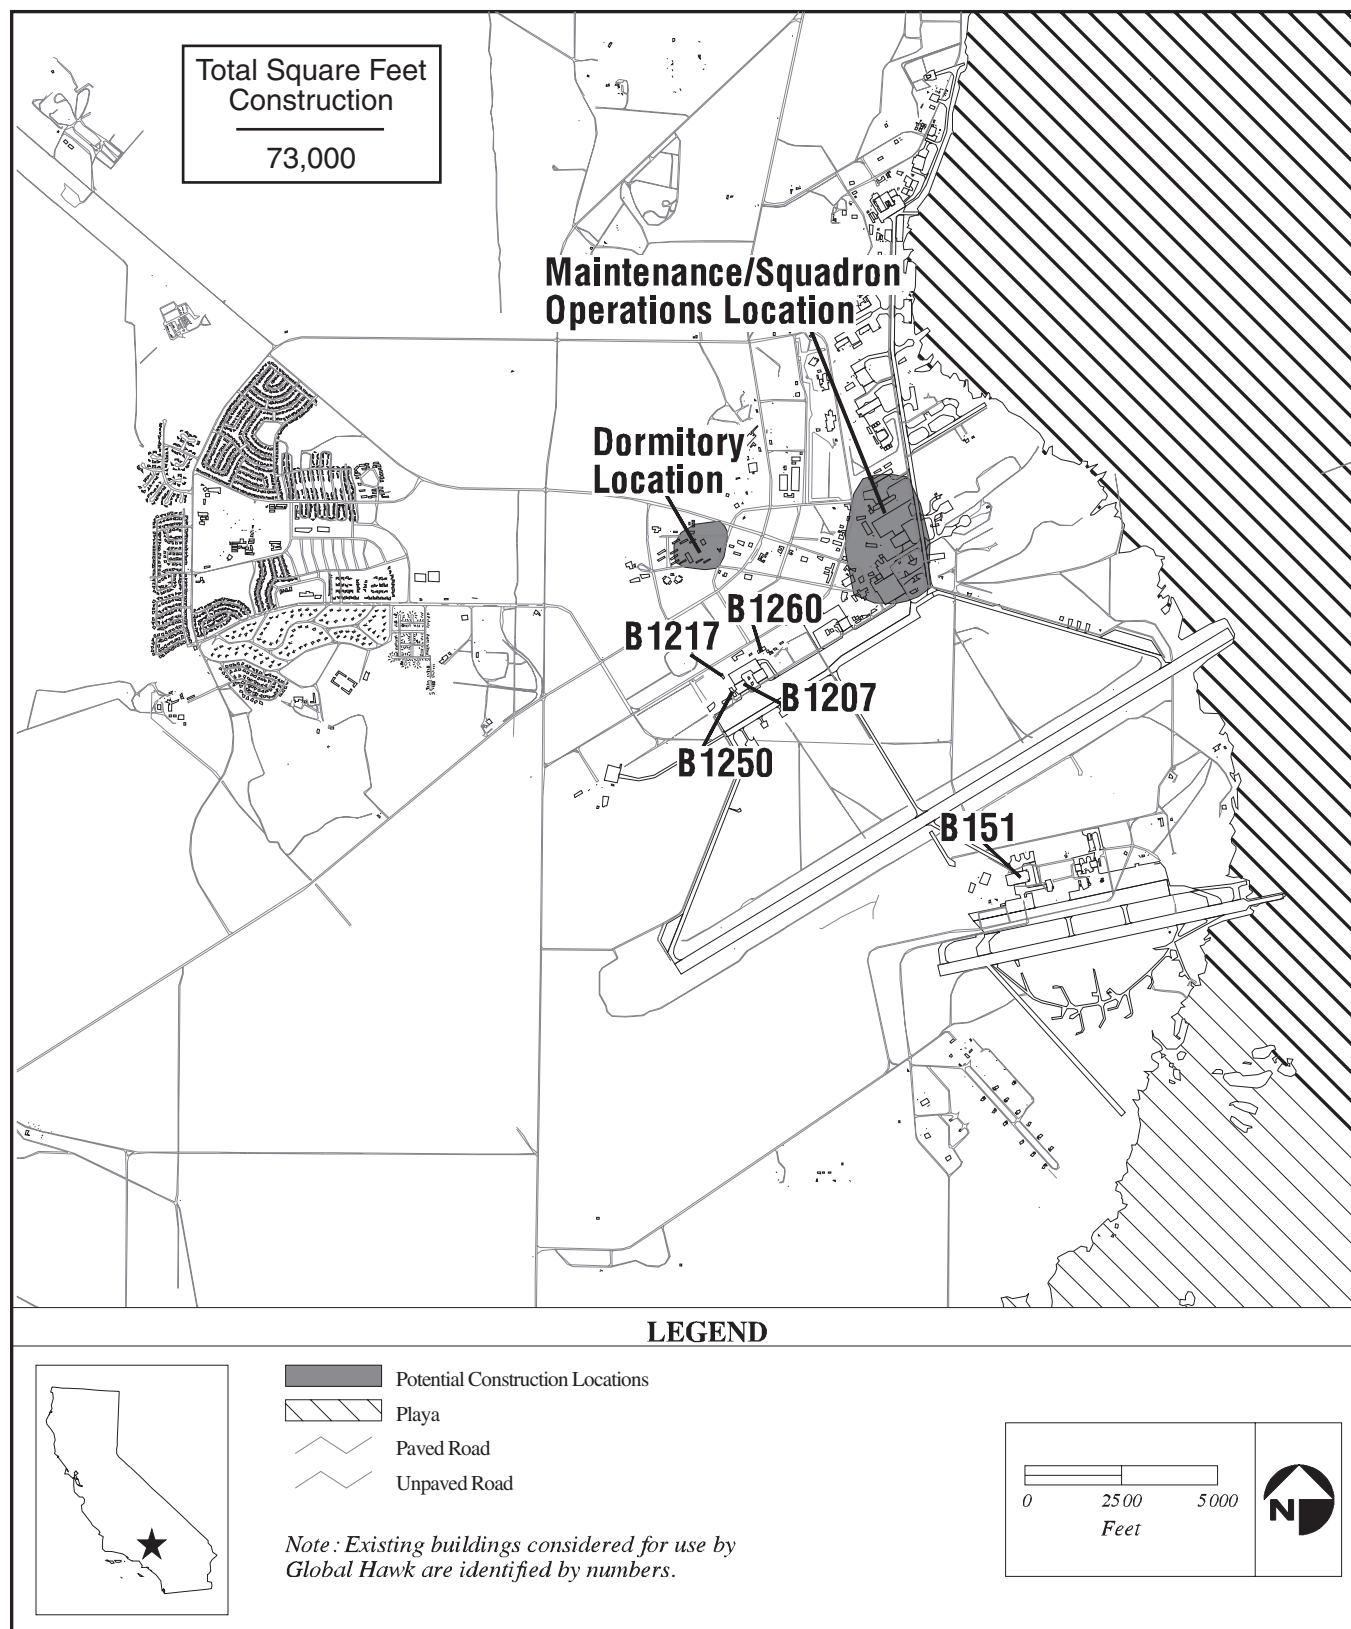 Total Square Feet
Construction
73,000
Maintenance/Squadron
Operations Location
Dormitory
Location
B1260
B1217
B1207
B1250
B151
LEGEND
Potential Construction Locations
Playa
Paved Road
Unpaved Road
Note: Existing buildings considered for use by
Global Hawk are identified by numbers.
0 2500 5000
Feet
N